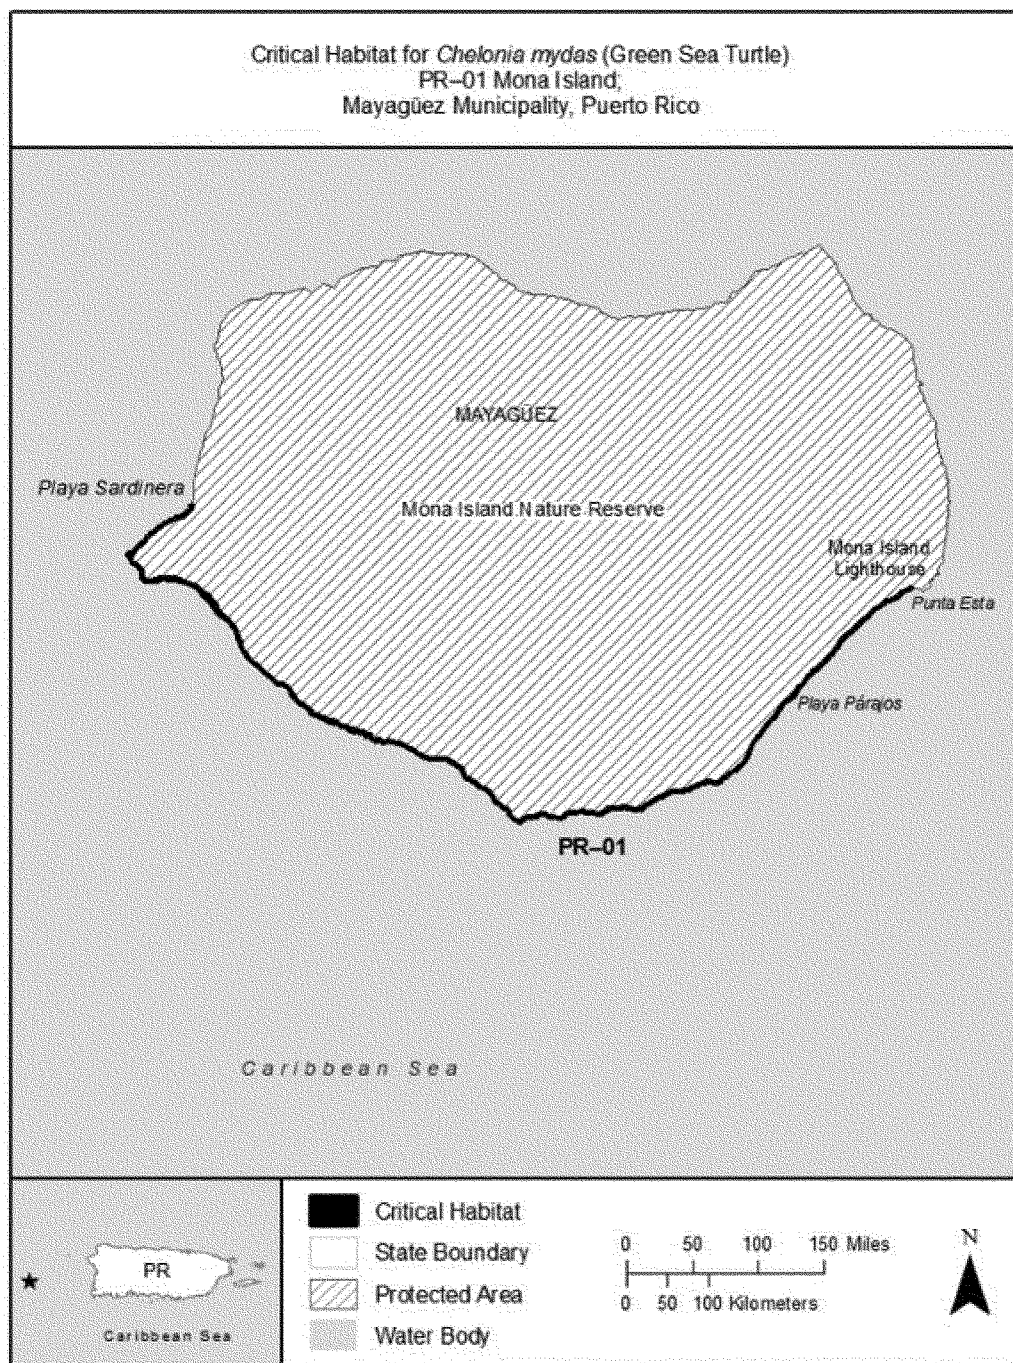 Critical Habitat for Chelonia mydas (Green Sea Turtle)
PR–01 Mona Island;
Mayagüez Municipality, Puerto Rico
MAYAGÜEZ
Playa Sardinera
Mona Island Nature Reserve
Mona Island
Lighthouse
Punta Esta
Playa Párajos
PR–01
Caribbean Sea
PR
Caribbean Sea
Critical Habitat
State Boundary
Protected Area
Water Body
0 50 100 150 Miles
0 50 100 Kilometers
N